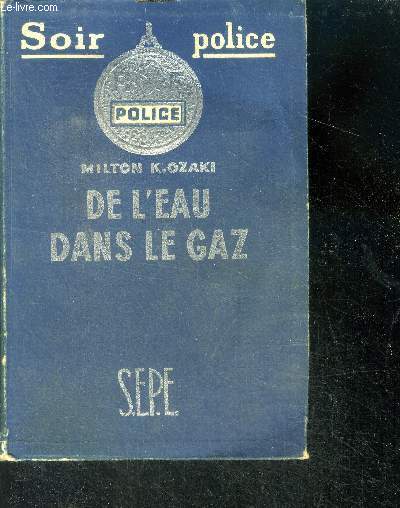 Le-livre.com
Soir police
POLICE
MILTON K. OZAKI
DE L'EAU
DANS LE GAZ
S.E.P.E.